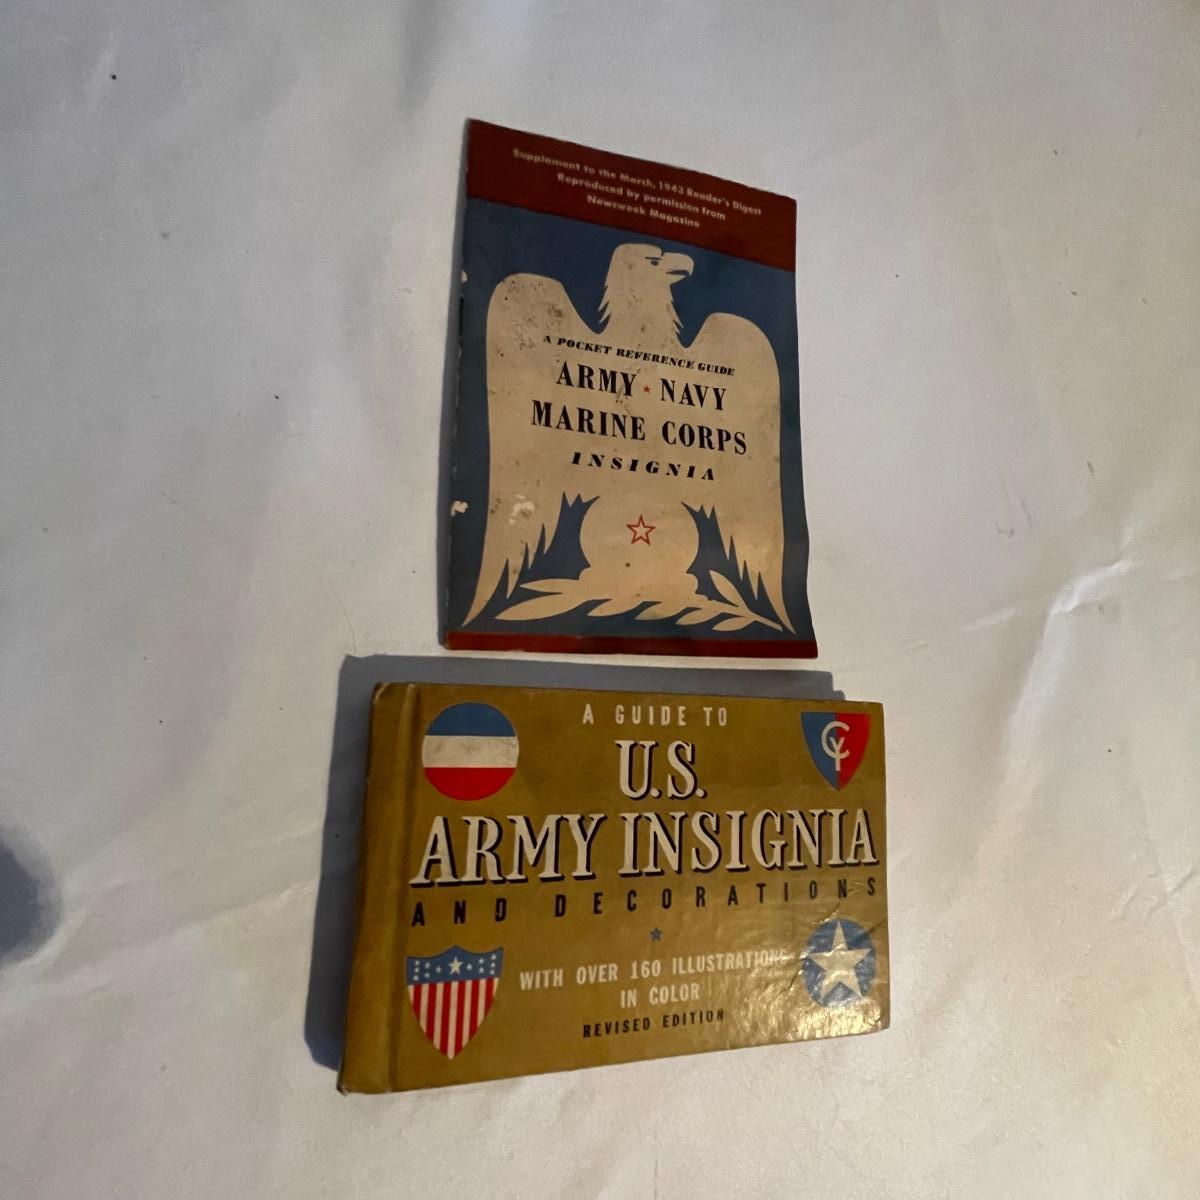 Supplement to the March, 1943 Reader's Digest
Reproduced by permission from
Newsweek Magazine
A POCKET REFERENCE GUIDE
ARMY ★ NAVY
MARINE CORPS
INSIGNIA
A GUIDE TO
U.S.
ARMY INSIGNIA
AND DECORATIONS
WITH OVER 160 ILLUSTRATIONS
IN COLOR
REVISED EDITION
CY